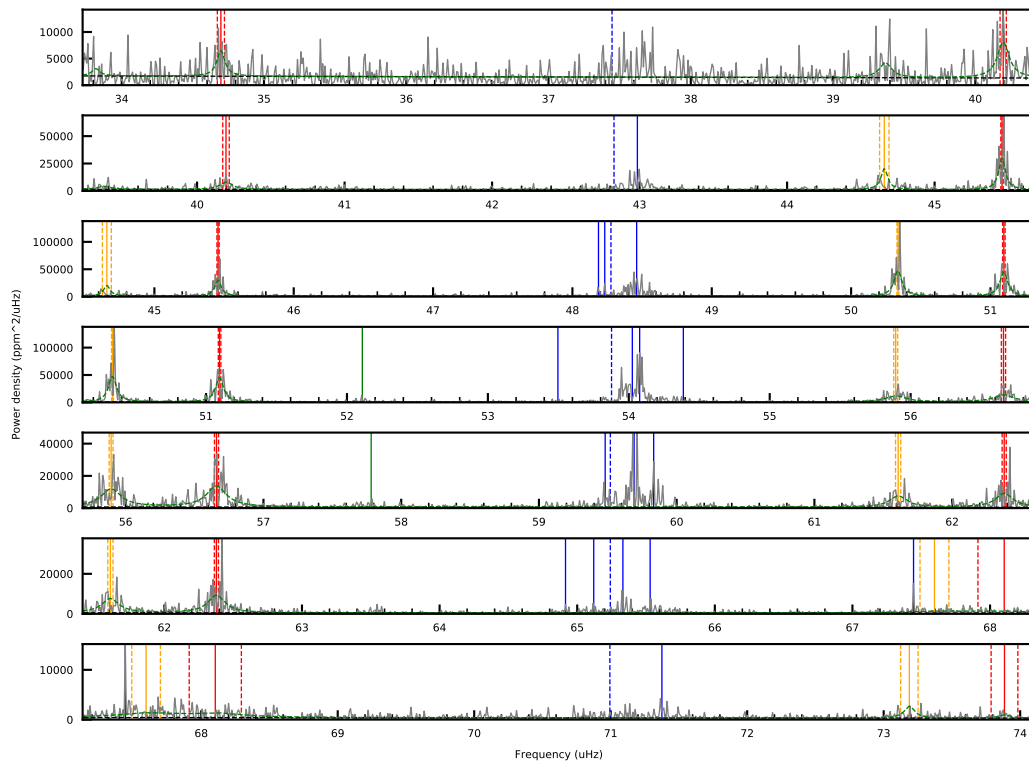 10000
5000
0
34 35 36 37 38 39 40
50000
25000
0
40 41 42 43 44 45
100000
50000
0
45 46 47 48 49 50 51
100000
50000
0
51 52 53 54 55 56
40000
20000
0
56 57 58 59 60 61 62
20000
0
62 63 64 65 66 67 68
10000
0
68 69 70 71 72 73 74
Power density (ppm^2/uHz)
Frequency (uHz)